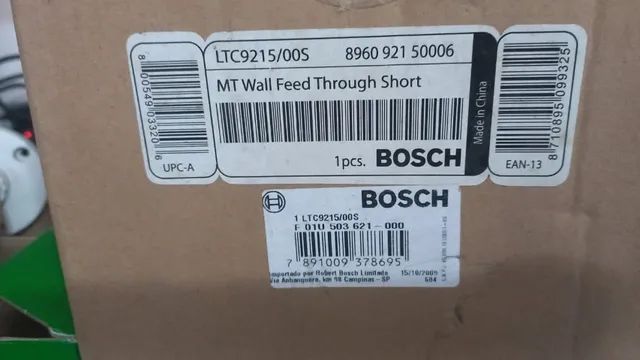 LTC9215/00S 8960 921 50006
MT Wall Feed Through Short
1pcs. BOSCH
Made in China
8 00549 03320 6
UPC-A
8 710895 099325
EAN-13
BOSCH
1 LTC9215/00S
F 01U 503 621-000
7 891009 378695
Importado por Robert Bosch Limitada 15/10/2009
Via Anhanguera, km 98 Campinas-SP 604